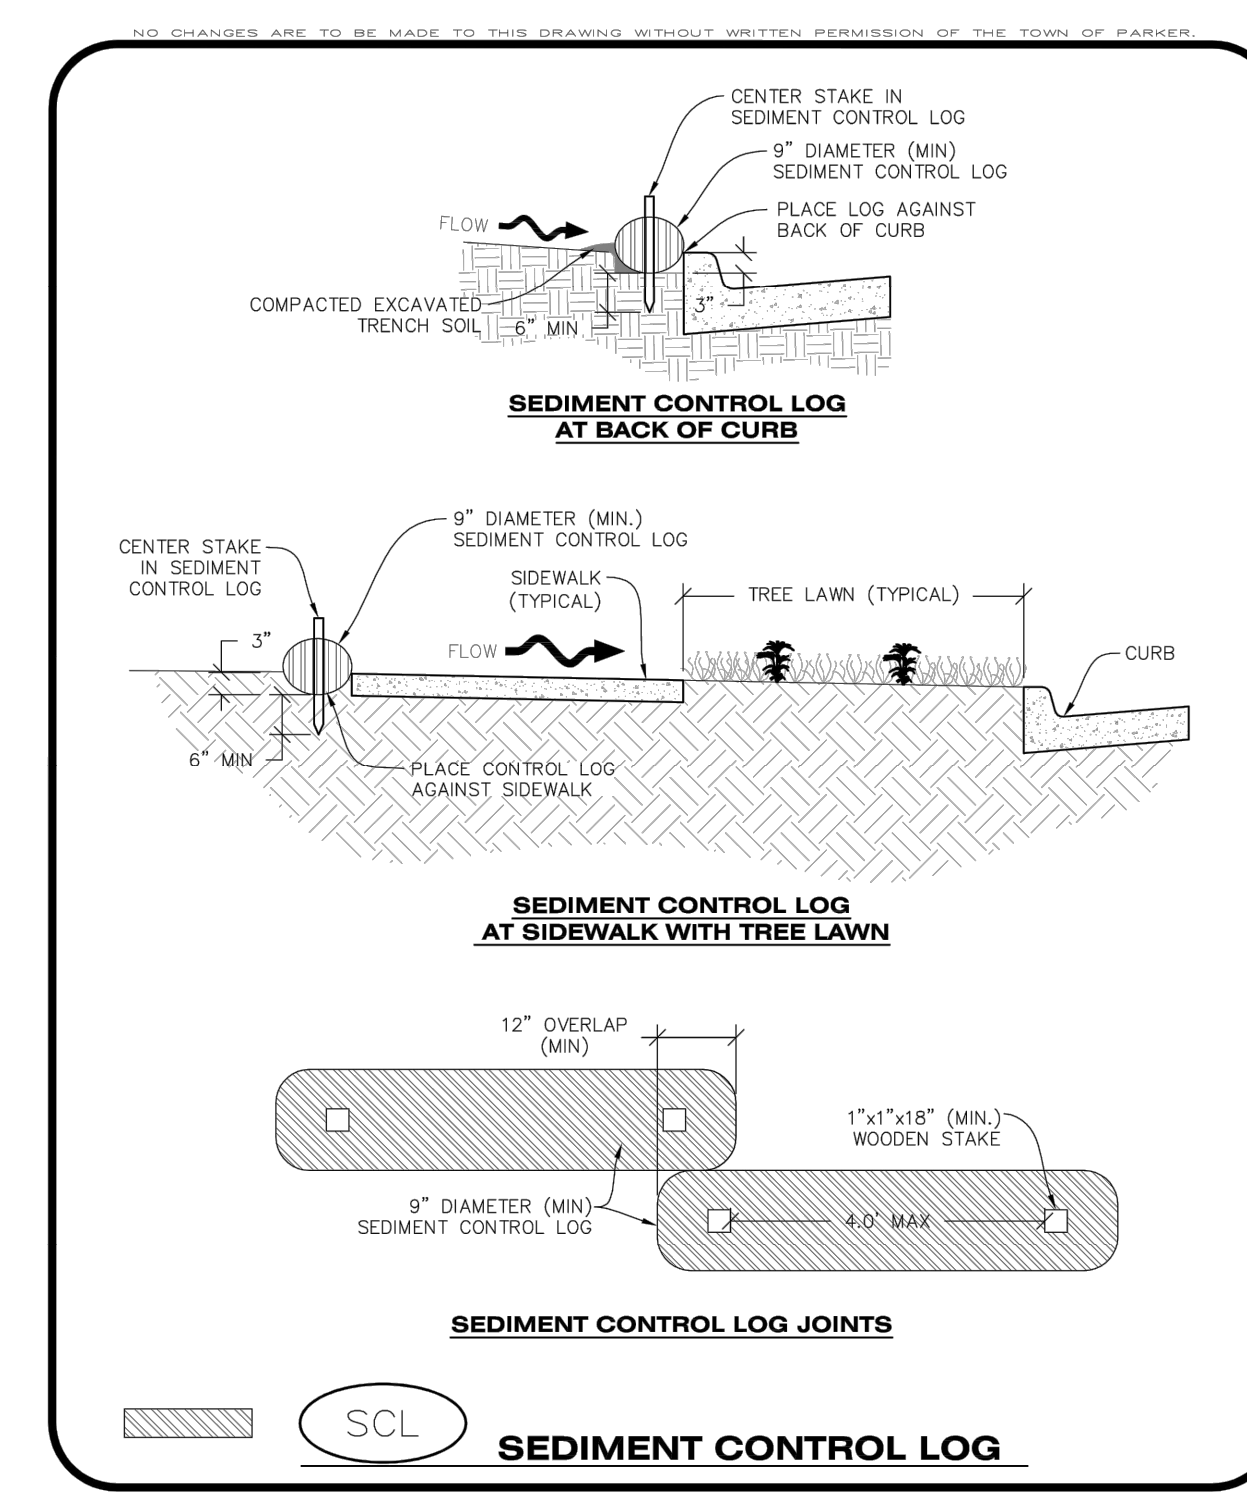 NO CHANGES ARE TO BE MADE TO THIS DRAWING WITHOUT WRITTEN PERMISSION OF THE TOWN OF PARKER.
CENTER STAKE IN
SEDIMENT CONTROL LOG
9" DIAMETER (MIN)
SEDIMENT CONTROL LOG
PLACE LOG AGAINST
BACK OF CURB
FLOW
COMPACTED EXCAVATED
TRENCH SOIL
6" MIN
3"
SEDIMENT CONTROL LOG
AT BACK OF CURB
9" DIAMETER (MIN.)
SEDIMENT CONTROL LOG
CENTER STAKE
IN SEDIMENT
CONTROL LOG
SIDEWALK
(TYPICAL)
TREE LAWN (TYPICAL)
3"
FLOW
CURB
6" MIN
PLACE CONTROL LOG
AGAINST SIDEWALK
SEDIMENT CONTROL LOG
AT SIDEWALK WITH TREE LAWN
12" OVERLAP
(MIN)
1"x1"x18" (MIN.)
WOODEN STAKE
9" DIAMETER (MIN)
SEDIMENT CONTROL LOG
4.0' MAX
SEDIMENT CONTROL LOG JOINTS
SCL
SEDIMENT CONTROL LOG